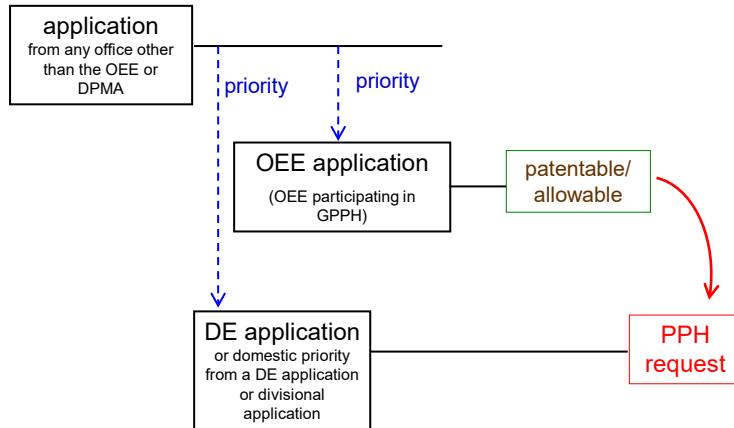 application
from any office other
than the OEE or
DPMA
priority
priority
OEE application
(OEE participating in
GPPH)
patentable/
allowable
DE application
or domestic priority
from a DE application
or divisional
application
PPH
request